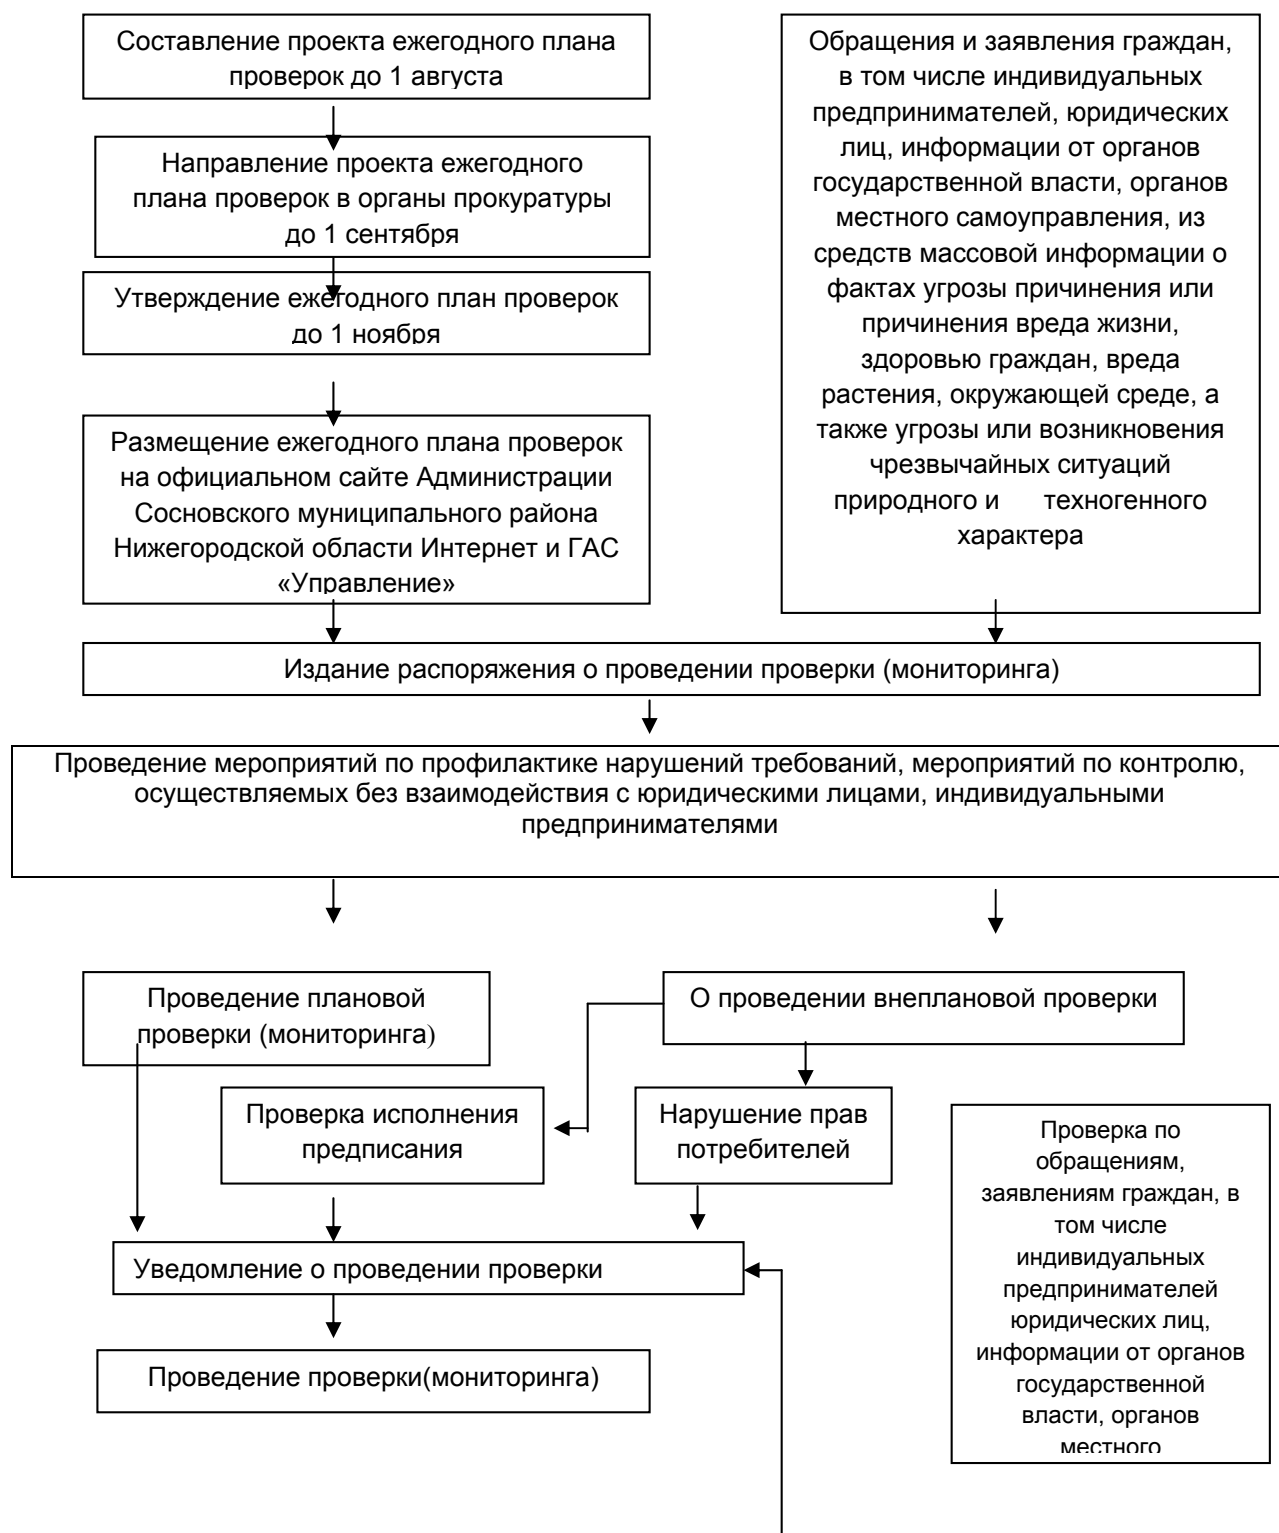 Составление проекта ежегодного плана
проверок до 1 августа
Направление проекта ежегодного
плана проверок в органы прокуратуры
до 1 сентября
Утверждение ежегодного план проверок
до 1 ноября
Размещение ежегодного плана проверок
на официальном сайте Администрации
Сосновского муниципального района
Нижегородской области Интернет и ГАС
«Управление»
Обращения и заявления граждан,
в том числе индивидуальных
предпринимателей, юридических
лиц, информации от органов
государственной власти, органов
местного самоуправления, из
средств массовой информации о
фактах угрозы причинения или
причинения вреда жизни,
здоровью граждан, вреда
растения, окружающей среде, а
также угрозы или возникновения
чрезвычайных ситуаций
природного и техногенного
характера
Издание распоряжения о проведении проверки (мониторинга)
Проведение мероприятий по профилактике нарушений требований, мероприятий по контролю,
осуществляемых без взаимодействия с юридическими лицами, индивидуальными
предпринимателями
Проведение плановой
проверки (мониторинга)
О проведении внеплановой проверки
Проверка исполнения
предписания
Нарушение прав
потребителей
Проверка по
обращениям,
заявлениям граждан, в
том числе
индивидуальных
предпринимателей
юридических лиц,
информации от органов
государственной
власти, органов
местного
Уведомление о проведении проверки
Проведение проверки(мониторинга)